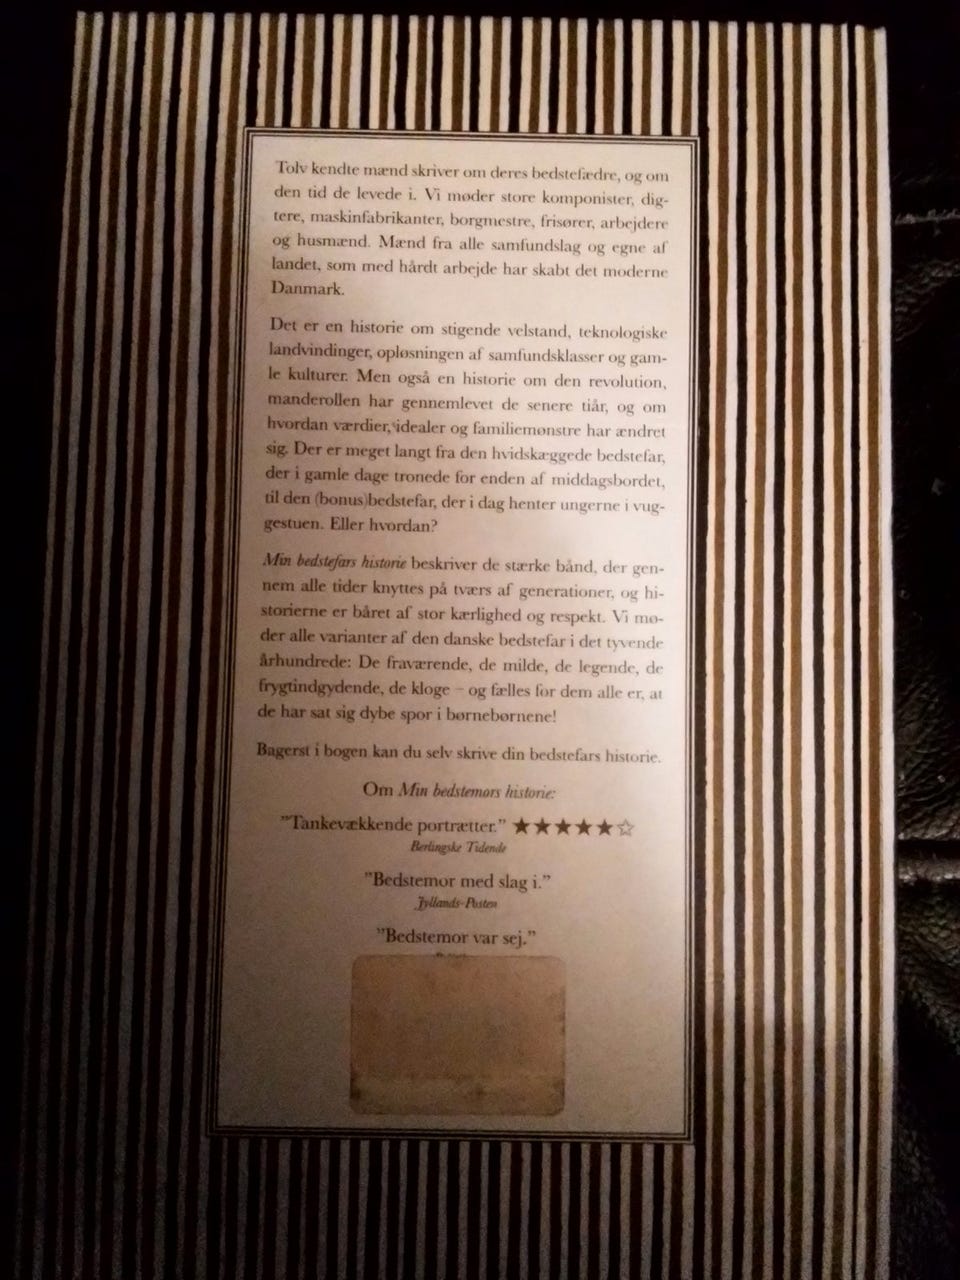 Tolv kendte mænd skriver om deres bedstefædre, og om
den tid de levede i. Vi møder store komponister, dig-
tere, maskinfabrikanter, borgmestre, frisører, arbejdere
og husmænd. Mænd fra alle samfundslag og egne af
landet, som med hårdt arbejde har skabt det moderne
Danmark.
Det er en historie om stigende velstand, teknologiske
landvindinger, opløsningen af samfundsklasser og gam-
le kulturer. Men også en historie om den revolution,
manderollen har gennemlevet de senere tiår, og om
hvordan værdier, idealer og familiemønstre har ændret
sig. Der er meget langt fra den hvidskæggede bedstefar,
der i gamle dage tronede for enden af middagsbordet,
til den (bonus)bedstefar, der i dag henter ungerne i vug-
gestuen. Eller hvordan?
Min bedstefars historie beskriver de stærke bånd, der gen-
nem alle tider knyttes på tværs af generationer, og hi-
storierne er båret af stor kærlighed og respekt. Vi mø-
der alle varianter af den danske bedstefar i det tyvende
århundrede: De fraværende, de milde, de legende, de
frygtindgydende, de kloge – og fælles for dem alle er, at
de har sat sig dybe spor i børnebørnene!
Bagerst i bogen kan du selv skrive din bedstefars historie.
Om Min bedstemors historie:
"Tankevækkende portrætter." ★★★★★☆
Berlingske Tidende
"Bedstemor med slag i."
Jyllands-Posten
"Bedstemor var sej."